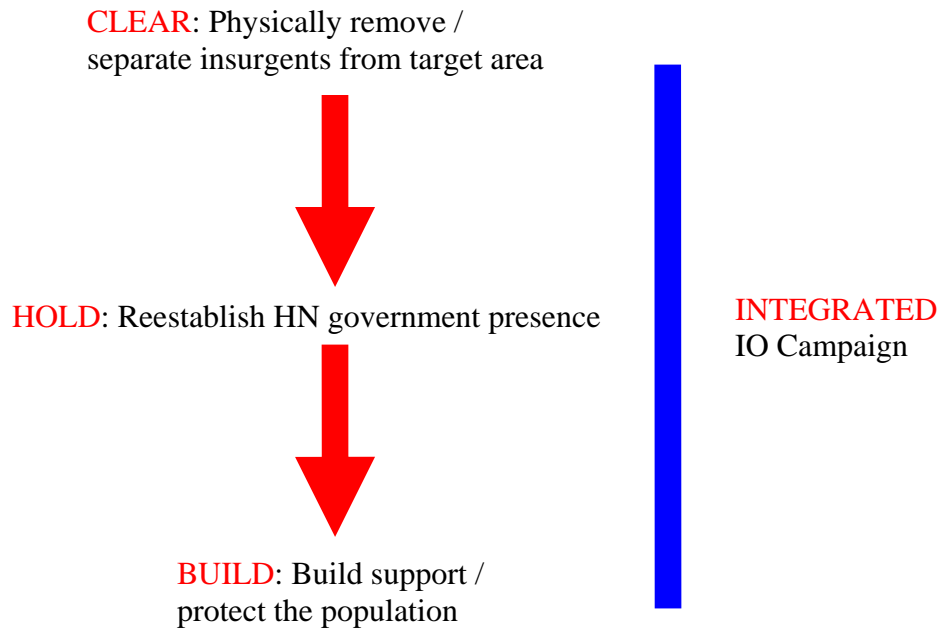 CLEAR: Physically remove /
separate insurgents from target area
HOLD: Reestablish HN government presence
INTEGRATED
IO Campaign
BUILD: Build support /
protect the population